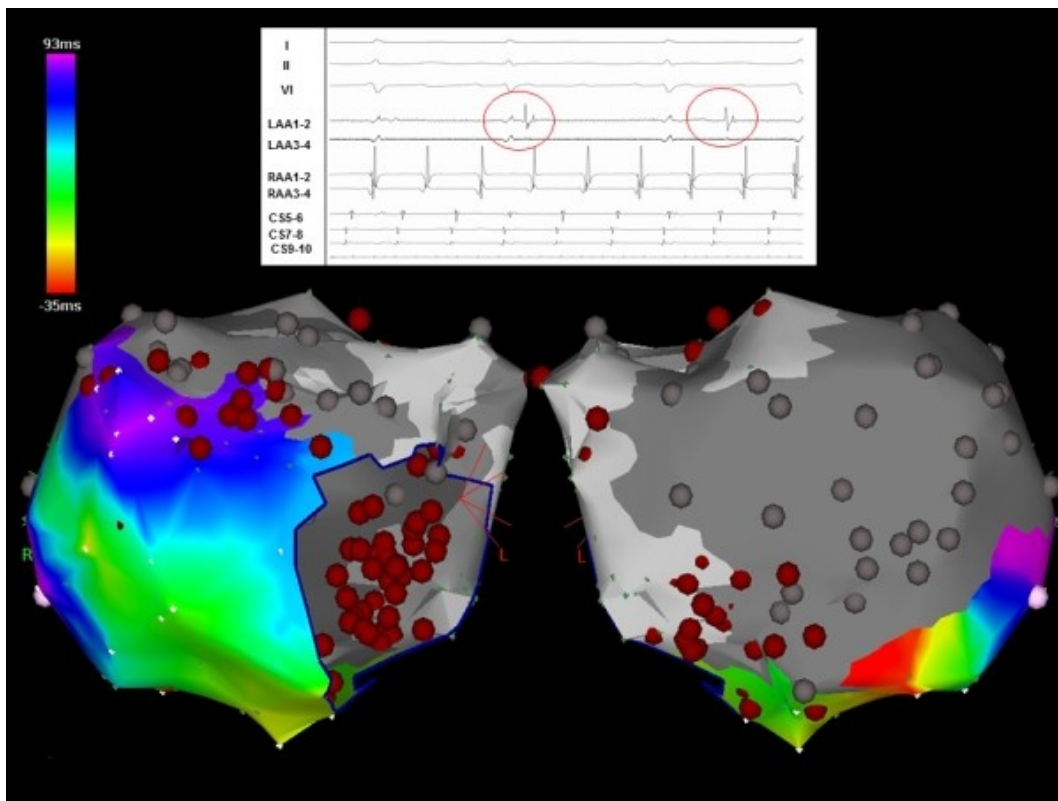 93ms
-35ms
I
II
VI
LAA1-2
LAA3-4
RAA1-2
RAA3-4
CS5-6
CS7-8
CS9-10
R
L
L